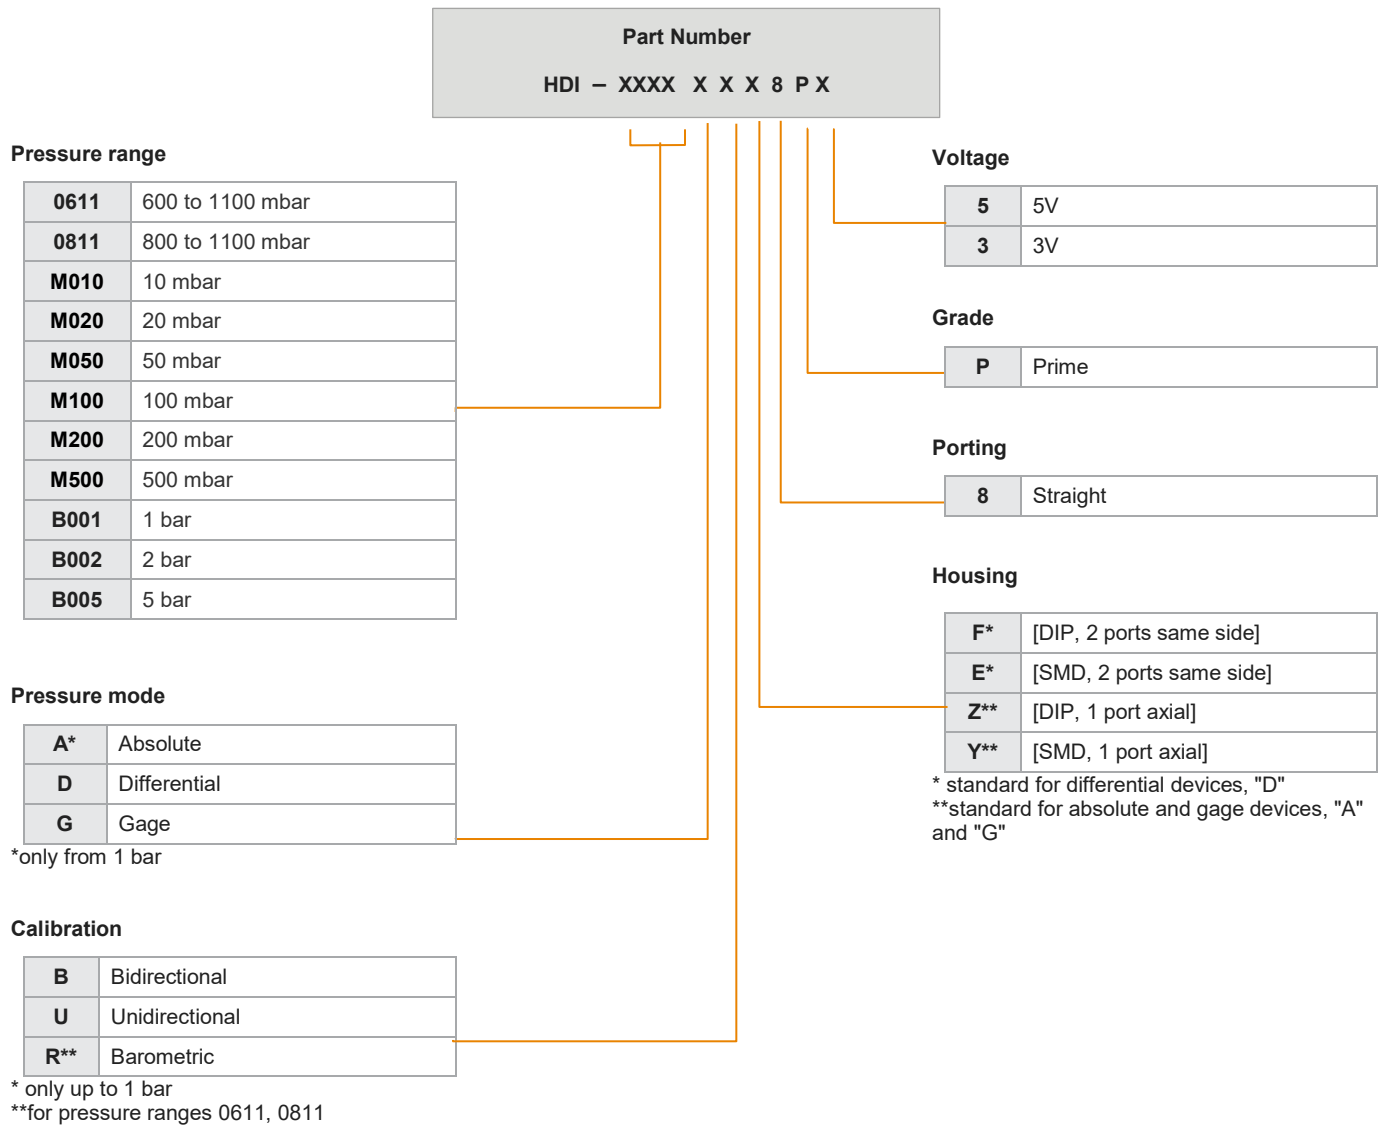 Part Number
HDI – XXXX X X X 8 P X
Pressure range
0611 600 to 1100 mbar
0811 800 to 1100 mbar
M010 10 mbar
M020 20 mbar
M050 50 mbar
M100 100 mbar
M200 200 mbar
M500 500 mbar
B001 1 bar
B002 2 bar
B005 5 bar
Pressure mode
A* Absolute
D Differential
G Gage
*only from 1 bar
Calibration
B Bidirectional
U Unidirectional
R** Barometric
* only up to 1 bar
**for pressure ranges 0611, 0811
Voltage
5 5V
3 3V
Grade
P Prime
Porting
8 Straight
Housing
F* [DIP, 2 ports same side]
E* [SMD, 2 ports same side]
Z** [DIP, 1 port axial]
Y** [SMD, 1 port axial]
* standard for differential devices, "D"
**standard for absolute and gage devices, "A"
and "G"